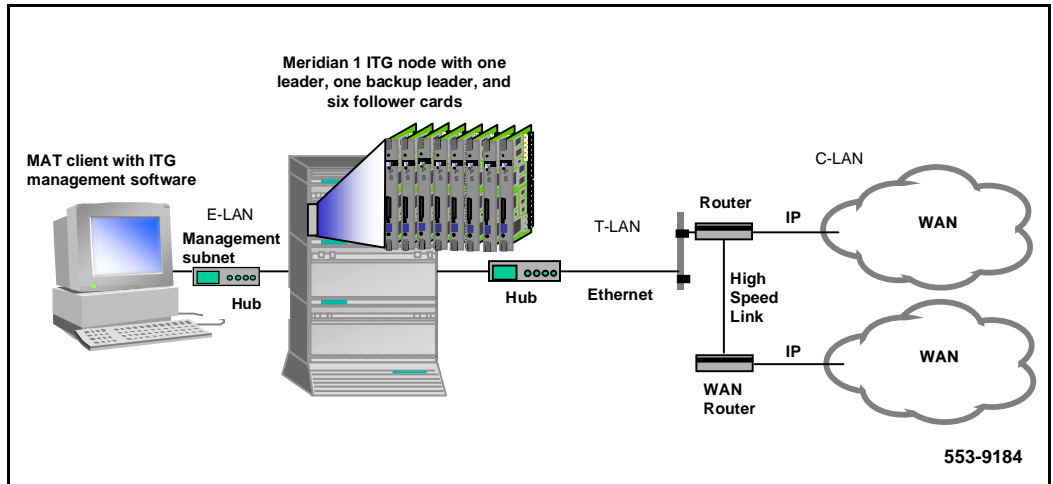 Meridian 1 ITG node with one
leader, one backup leader, and
six follower cards
MAT client with ITG
management software
E-LAN
Management
subnet
Hub
Hub
T-LAN
Ethernet
C-LAN
Router
IP
WAN
High
Speed
Link
IP
WAN
WAN
Router
553-9184